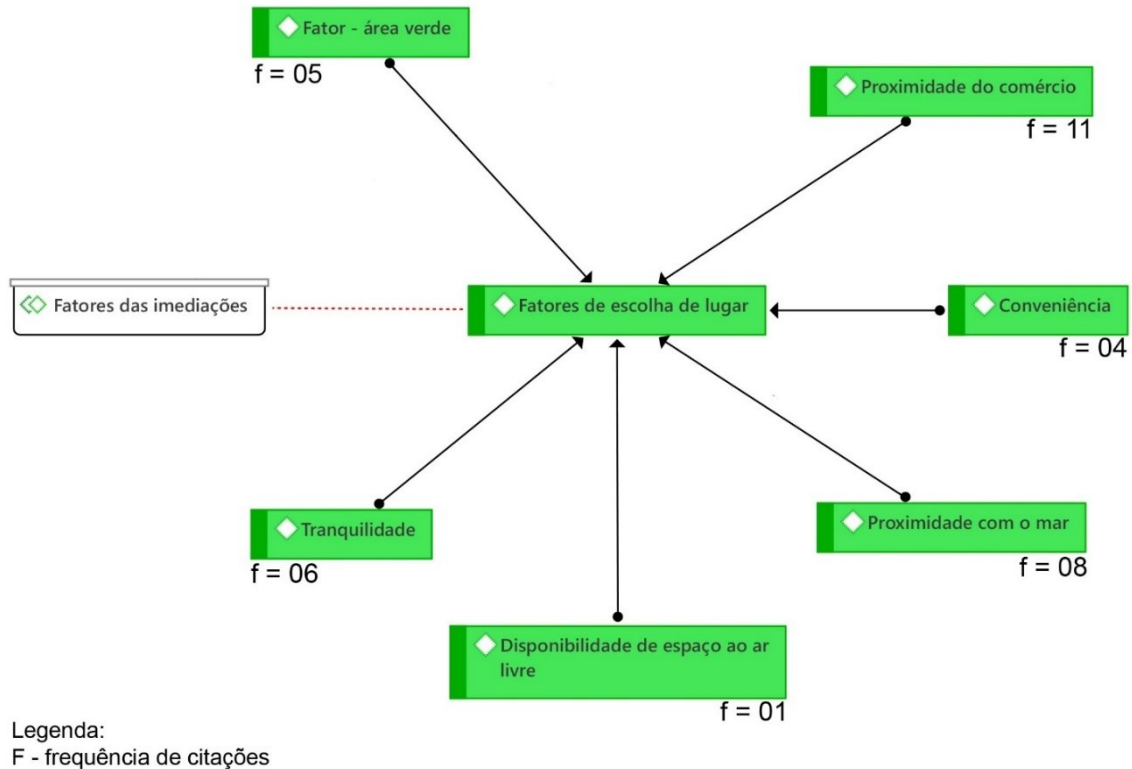 Fator - área verde
f = 05
Proximidade do comércio
f = 11
Fatores das imediações
Fatores de escolha de lugar
Conveniência
f = 04
Tranquilidade
f = 06
Proximidade com o mar
f = 08
Disponibilidade de espaço ao ar
livre
f = 01
Legenda:
F - frequência de citações